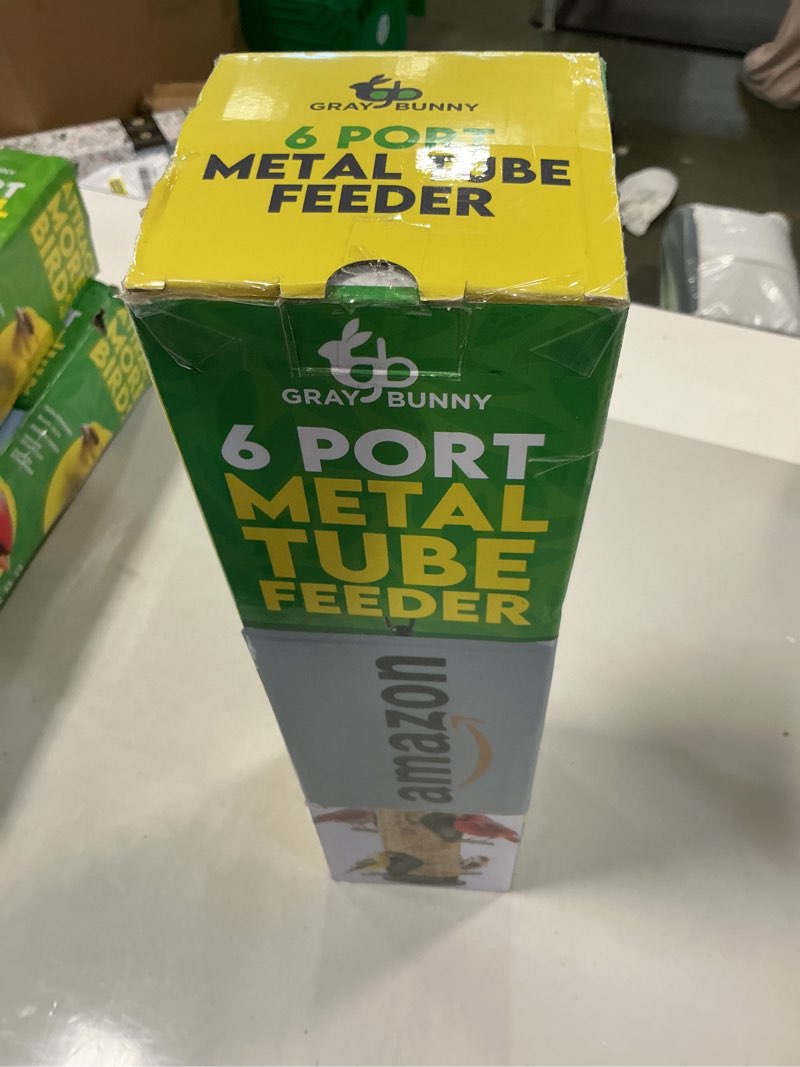 GRAY BUNNY
6 PORT
METAL TUBE
FEEDER
GRAY BUNNY
6 PORT
METAL
TUBE
FEEDER
amazon